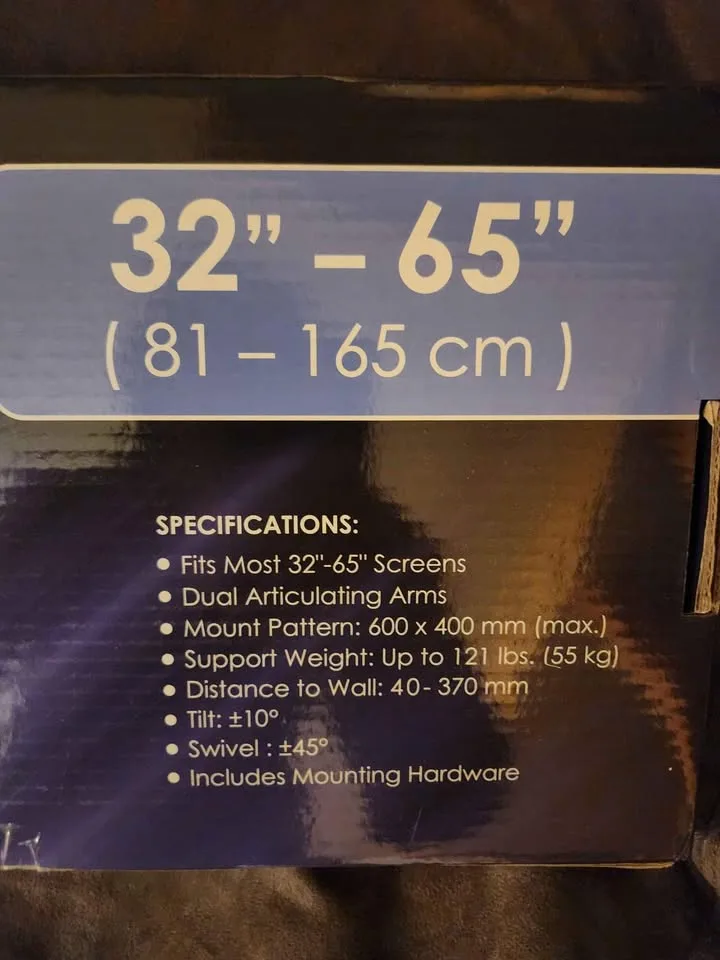 32” – 65”
( 81 – 165 cm )
SPECIFICATIONS:
• Fits Most 32"-65" Screens
• Dual Articulating Arms
• Mount Pattern: 600 x 400 mm (max.)
• Support Weight: Up to 121 lbs. (55 kg)
• Distance to Wall: 40- 370 mm
• Tilt: ±10°
• Swivel : ±45°
• Includes Mounting Hardware